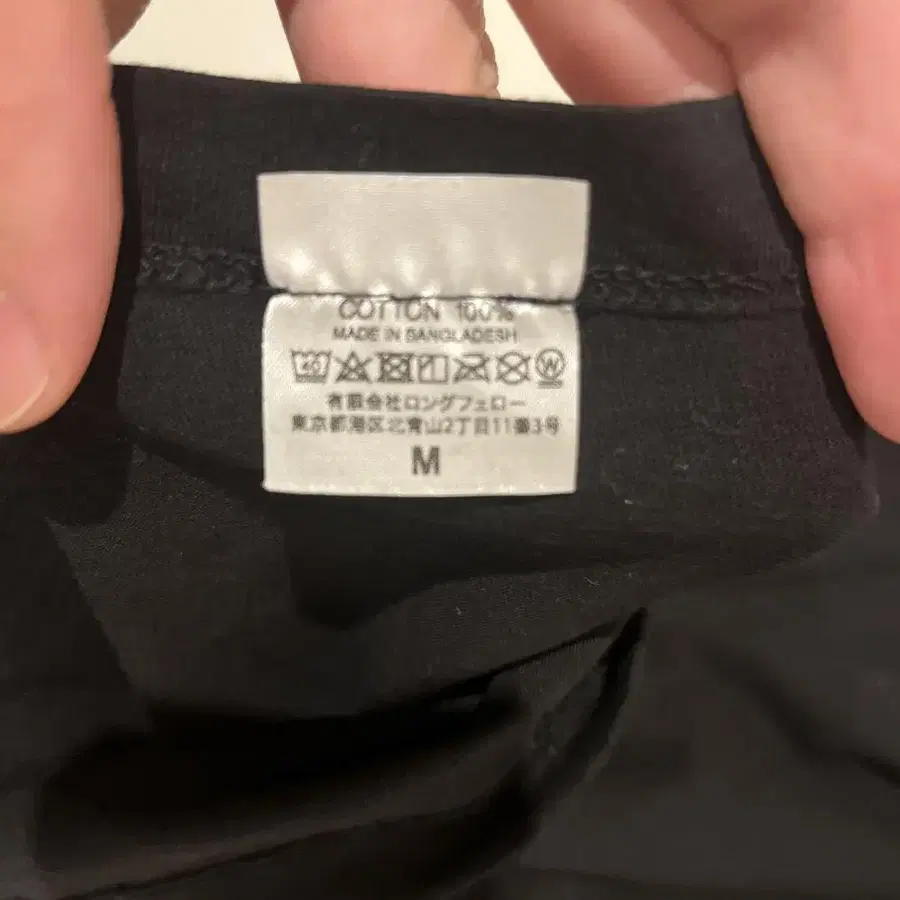 COTTON 100%
MADE IN BANGLADESH
40
W
有限会社ロングフェロー
東京都港区北青山2丁目11番3号
M